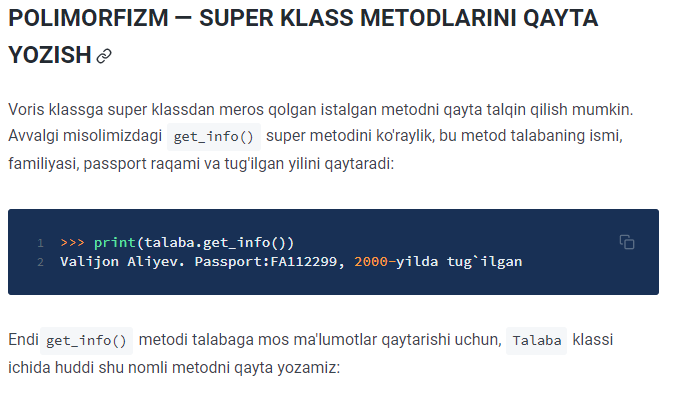 POLIMORFIZM — SUPER KLASS METODLARINI QAYTA
YOZISH
Voris klassga super klassdan meros qolgan istalgan metodni qayta talqin qilish mumkin.
Avvalgi misolimizdagi get_info() super metodini ko'raylik, bu metod talabaning ismi,
familiyasi, passport raqami va tug'ilgan yilini qaytaradi:
1 >>> print(talaba.get_info())
2 Valijon Aliyev. Passport:FA112299, 2000-yilda tug`ilgan
Endi get_info() metodi talabaga mos ma'lumotlar qaytarishi uchun, Talaba klassi
ichida huddi shu nomli metodni qayta yozamiz: